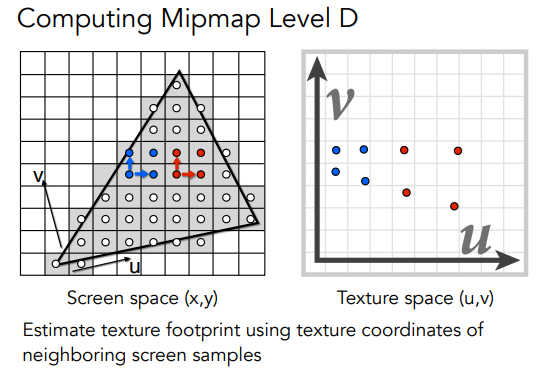 Computing Mipmap Level D
v
u
v
u
Screen space (x,y)
Texture space (u,v)
Estimate texture footprint using texture coordinates of
neighboring screen samples